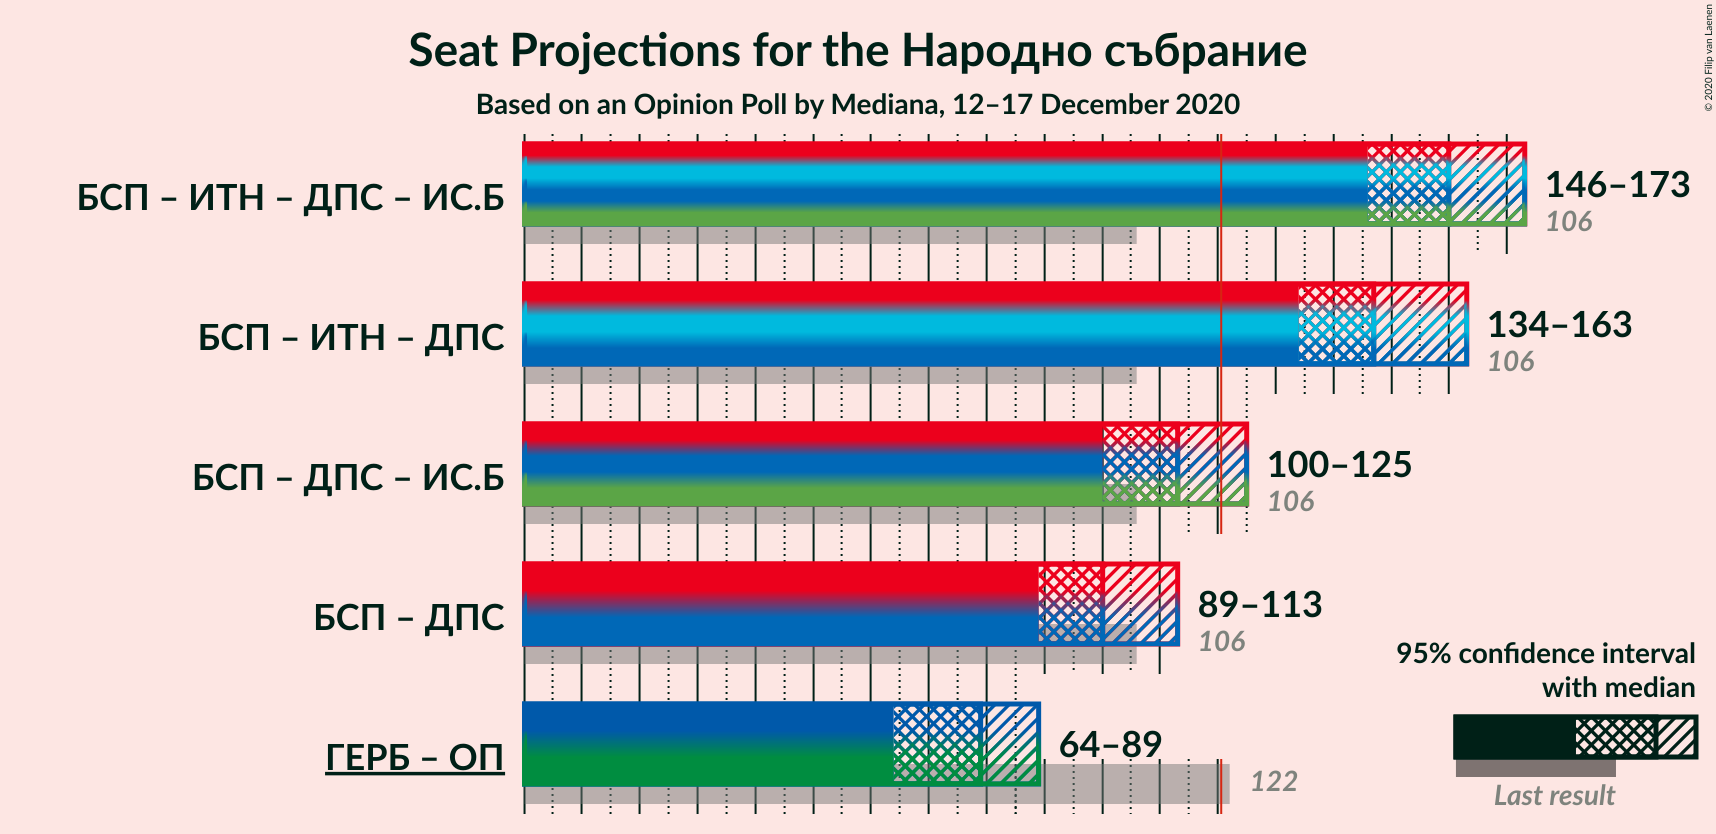 Seat Projections for the Народно събрание
Based on an Opinion Poll by Mediana, 12–17 December 2020
© 2020 Filip van Laenen
БСП – ИТН – ДПС – ИС.Б
146–173
106
БСП – ИТН – ДПС
134–163
106
БСП – ДПС – ИС.Б
100–125
106
БСП – ДПС
89–113
106
ГЕРБ – ОП
64–89
122
95% confidence interval
with median
Last result